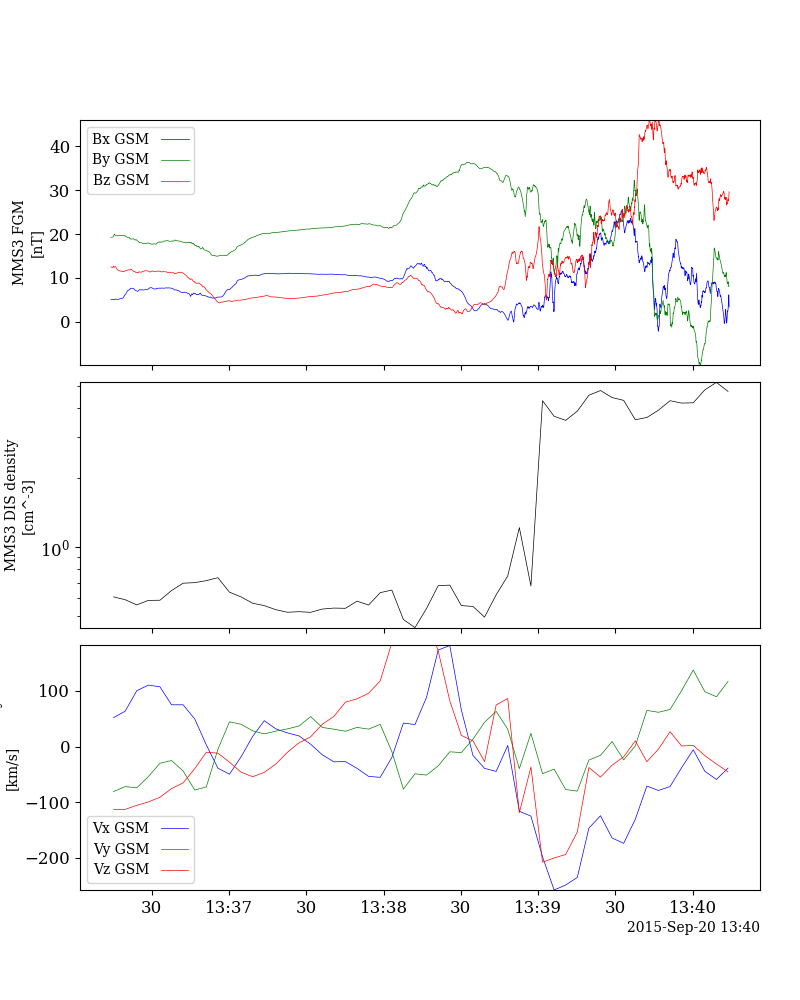 MMS3 FGM
[nT]
40
30
20
10
0
Bx GSM
By GSM
Bz GSM
MMS3 DIS density
[cm^-3]
10^0
[km/s]
100
0
−100
−200
Vx GSM
Vy GSM
Vz GSM
30 13:37 30 13:38 30 13:39 30 13:40
2015-Sep-20 13:40